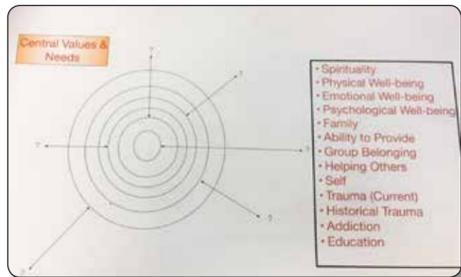 Central Values &
Needs
?
?
?
?
?
?
• Spirituality
• Physical Well-being
• Emotional Well-being
• Psychological Well-being
• Family
• Ability to Provide
• Group Belonging
• Helping Others
• Self
• Trauma (Current)
• Historical Trauma
• Addiction
• Education